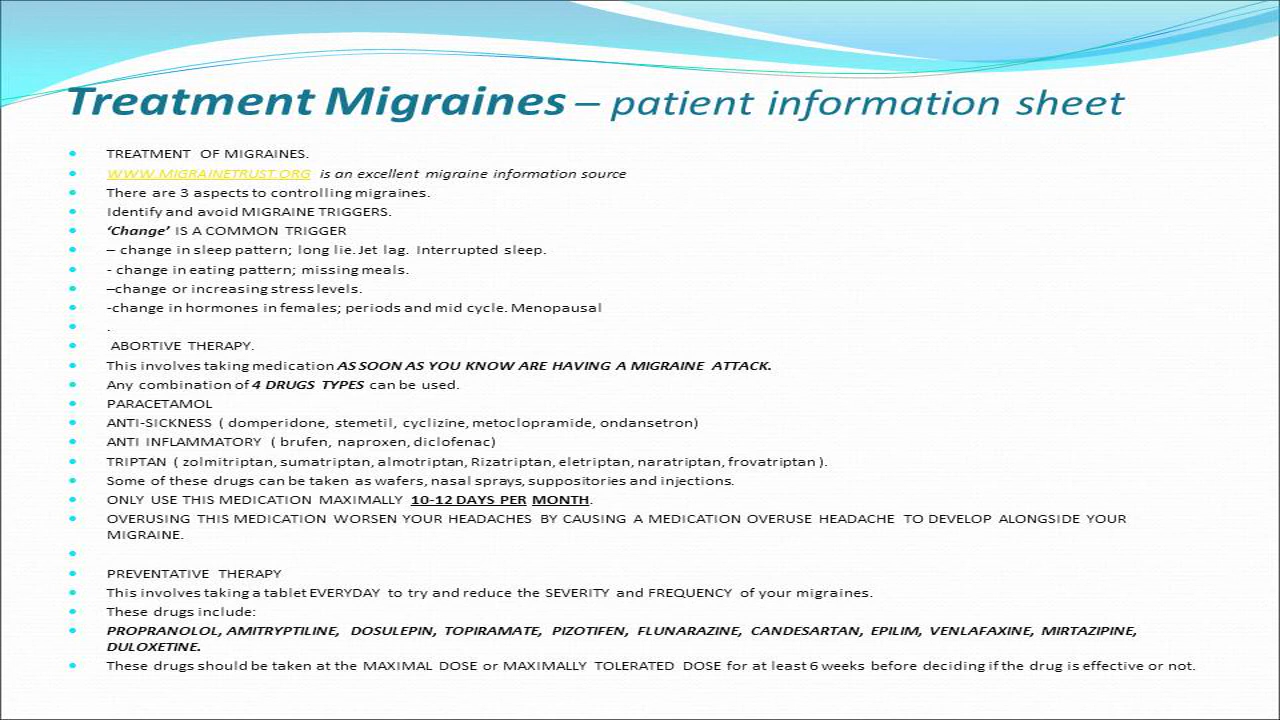 Treatment Migraines – patient information sheet
TREATMENT OF MIGRAINES.
WWW.MIGRAINETRUST.ORG is an excellent migraine information source
There are 3 aspects to controlling migraines.
Identify and avoid MIGRAINE TRIGGERS.
‘Change’ IS A COMMON TRIGGER
– change in sleep pattern; long lie. Jet lag. Interrupted sleep.
- change in eating pattern; missing meals.
–change or increasing stress levels.
-change in hormones in females; periods and mid cycle. Menopausal
.
ABORTIVE THERAPY.
This involves taking medication AS SOON AS YOU KNOW ARE HAVING A MIGRAINE ATTACK.
Any combination of 4 DRUGS TYPES can be used.
PARACETAMOL
ANTI-SICKNESS ( domperidone, stemetil, cyclizine, metoclopramide, ondansetron)
ANTI INFLAMMATORY ( brufen, naproxen, diclofenac)
TRIPTAN ( zolmitriptan, sumatriptan, almotriptan, Rizatriptan, eletriptan, naratriptan, frovatriptan ).
Some of these drugs can be taken as wafers, nasal sprays, suppositories and injections.
ONLY USE THIS MEDICATION MAXIMALLY 10-12 DAYS PER MONTH.
OVERUSING THIS MEDICATION WORSEN YOUR HEADACHES BY CAUSING A MEDICATION OVERUSE HEADACHE TO DEVELOP ALONGSIDE YOUR
MIGRAINE.
PREVENTATIVE THERAPY
This involves taking a tablet EVERYDAY to try and reduce the SEVERITY and FREQUENCY of your migraines.
These drugs include:
PROPRANOLOL, AMITRYPTILINE, DOSULEPIN, TOPIRAMATE, PIZOTIFEN, FLUNARAZINE, CANDESARTAN, EPILIM, VENLAFAXINE, MIRTAZIPINE,
DULOXETINE.
These drugs should be taken at the MAXIMAL DOSE or MAXIMALLY TOLERATED DOSE for at least 6 weeks before deciding if the drug is effective or not.